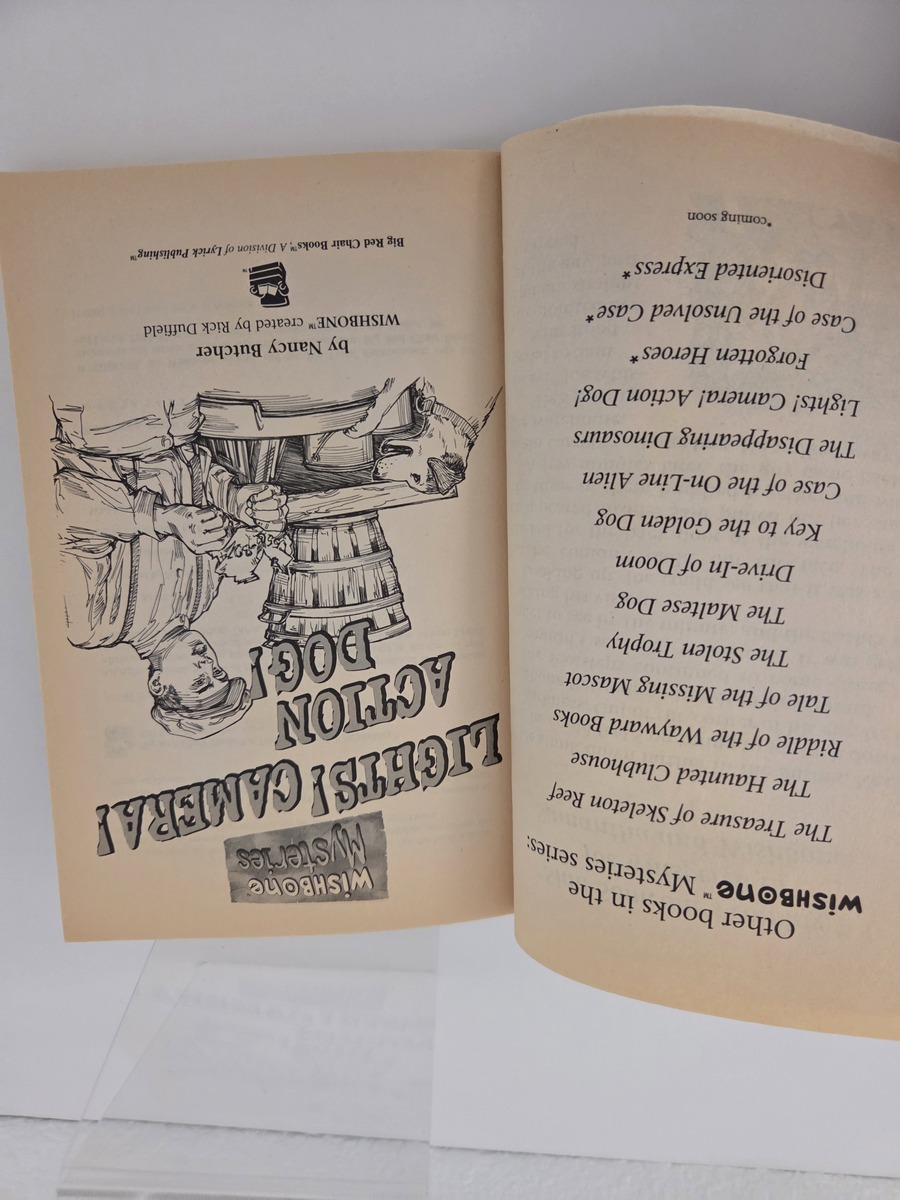 Other books in the
WISHBONE™ Mysteries series:
The Treasure of Skeleton Reef
The Haunted Clubhouse
Riddle of the Wayward Books
Tale of the Missing Mascot
The Stolen Trophy
The Maltese Dog
Drive-In of Doom
Key to the Golden Dog
Case of the On-Line Alien
The Disappearing Dinosaurs
Lights! Camera! Action Dog!
Forgotten Heroes*
Case of the Unsolved Case*
Disoriented Express*
*coming soon
WISHBONE
Mysteries
LIGHTS! CAMERA!
ACTION
DOG!
by Nancy Butcher
WISHBONE™ created by Rick Duffield
Big Red Chair Books™, A Division of Lyrick Publishing™